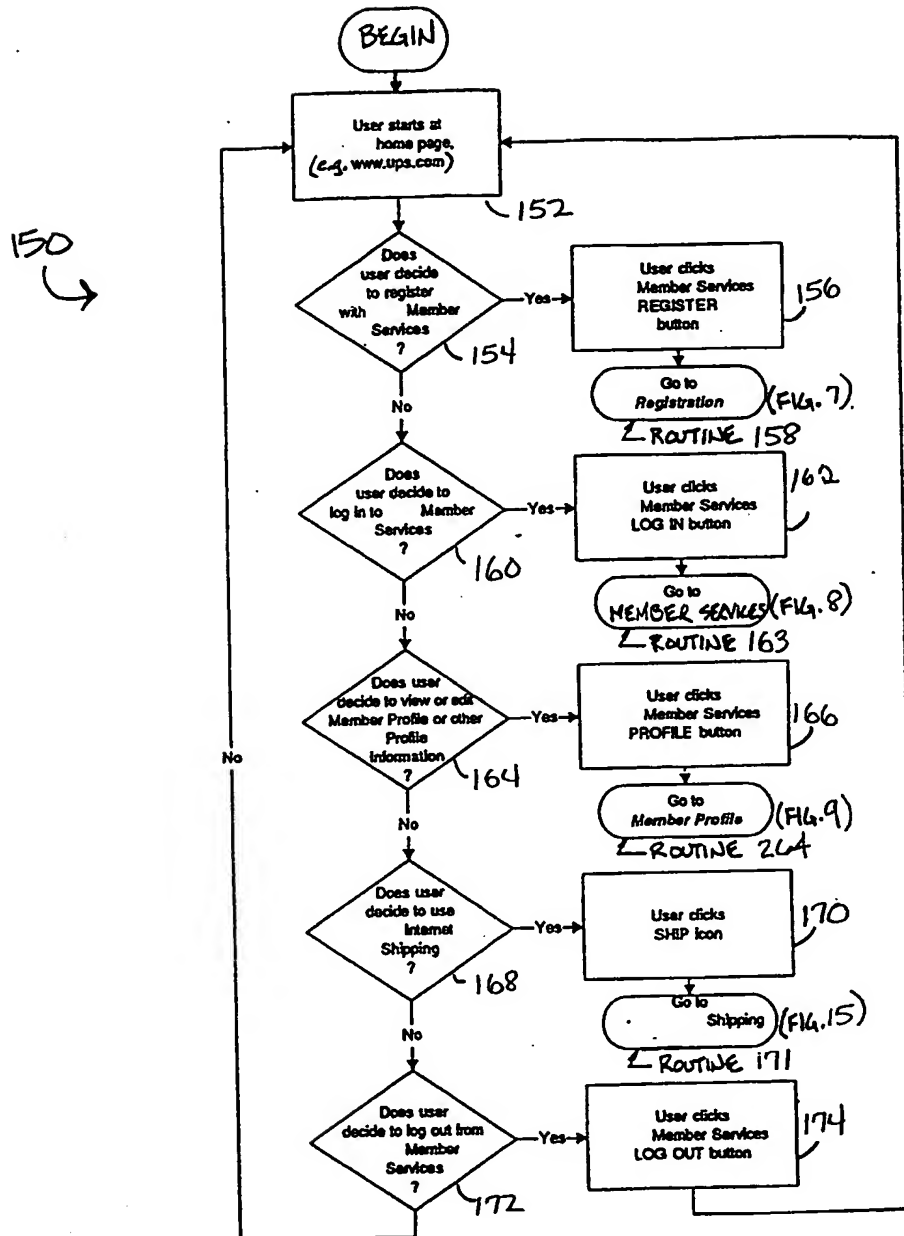 BEGIN
User starts at
home page,
(e.g. www.ups.com)
152
150
Does
user decide
to register
with Member
Services
?
154
Yes
User clicks
Member Services
REGISTER
button
156
Go to
Registration
(FIG. 7).
ROUTINE 158
No
Does
user decide to
log in to Member
Services
?
160
Yes
User clicks
Member Services
LOG IN button
162
Go to
MEMBER SERVICES
(FIG. 8)
ROUTINE 163
No
Does user
decide to view or edit
Member Profile or other
Profile
Information
?
164
Yes
User clicks
Member Services
PROFILE button
166
Go to
Member Profile
(FIG. 9)
ROUTINE 264
No
No
Does user
decide to use
Internet
Shipping
?
168
Yes
User clicks
SHIP icon
170
Go to
Shipping
(FIG. 15)
ROUTINE 171
No
Does user
decide to log out from
Member
Services
?
172
Yes
User clicks
Member Services
LOG OUT button
174